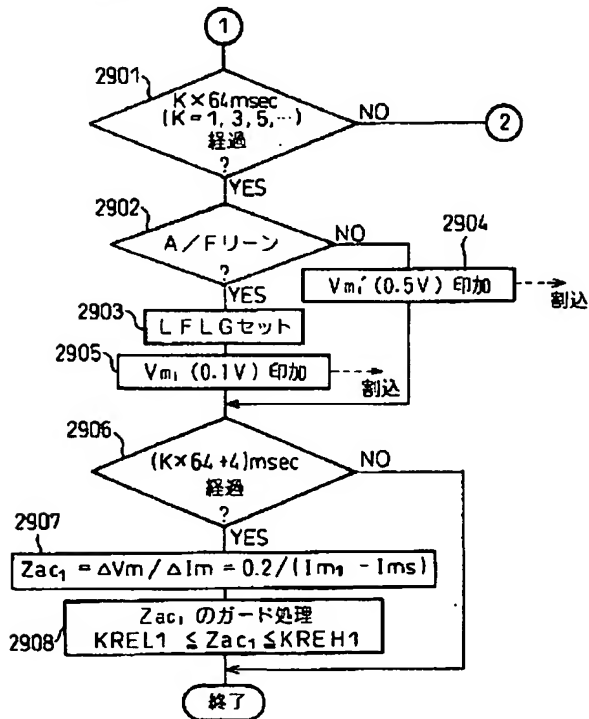 1
2901
K×64msec
(K=1, 3, 5, …)
経過
?
NO
2
YES
2902
A/Fリーン
?
NO
2904
Vm₁′(0.5V) 印加
割込
YES
2903
LFLGセット
2905
Vm₁ (0.1V) 印加
割込
2906
(K×64+4)msec
経過
?
NO
YES
2907
Zac₁ = ΔVm/ΔIm = 0.2/(Im₁ - Ims)
2908
Zac₁ のガード処理
KREL1 ≦ Zac₁ ≦ KREH1
終了